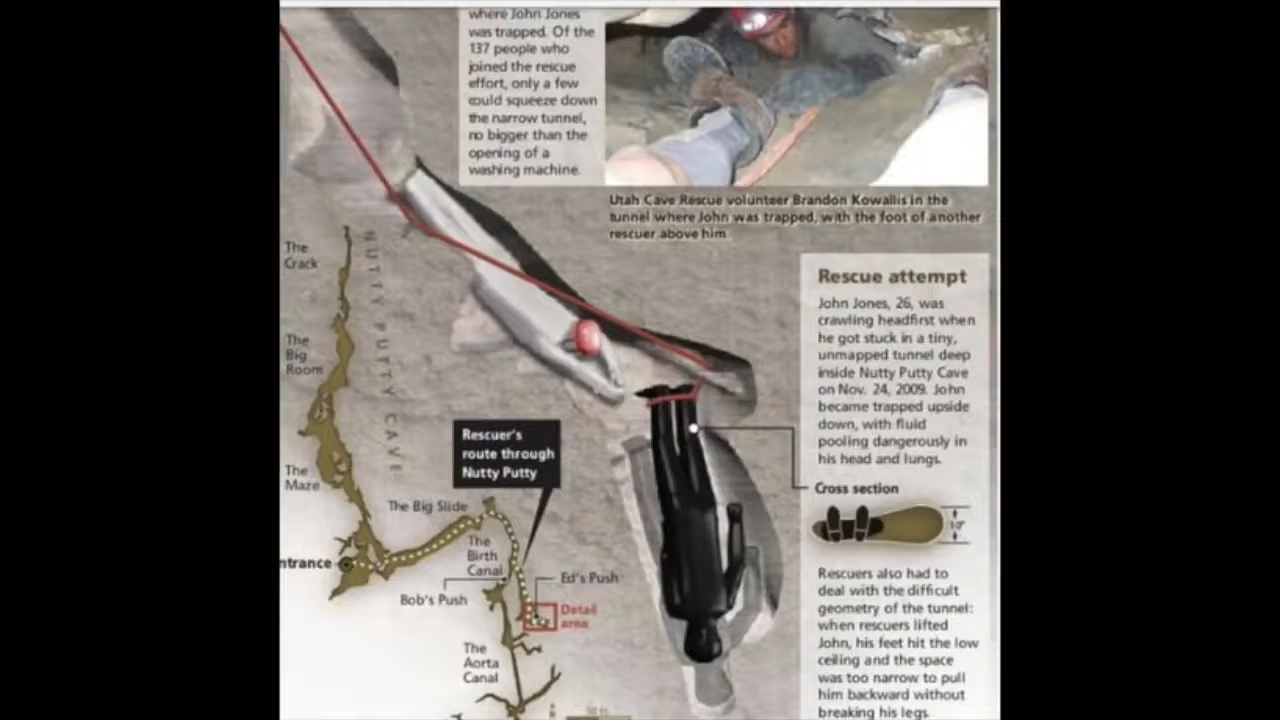 where John Jones
was trapped. Of the
137 people who
joined the rescue
effort, only a few
could squeeze down
the narrow tunnel,
no bigger than the
opening of a
washing machine.
Utah Cave Rescue volunteer Brandon Kowallis in the
tunnel where John was trapped, with the foot of another
rescuer above him
Rescue attempt
John Jones, 26, was
crawling headfirst when
he got stuck in a tiny,
unmapped tunnel deep
inside Nutty Putty Cave
on Nov. 24, 2009. John
became trapped upside
down, with fluid
pooling dangerously in
his head and lungs.
Cross section
10"
Rescuers also had to
deal with the difficult
geometry of the tunnel:
when rescuers lifted
John, his feet hit the low
ceiling and the space
was too narrow to pull
him backward without
breaking his legs.
NUTTY PUTTY CAVE
The
Crack
The
Big
Room
The
Maze
Rescuer's
route through
Nutty Putty
The Big Slide
ntrance
The
Birth
Canal
Ed's Push
Bob's Push
Detail
area
The
Aorta
Canal